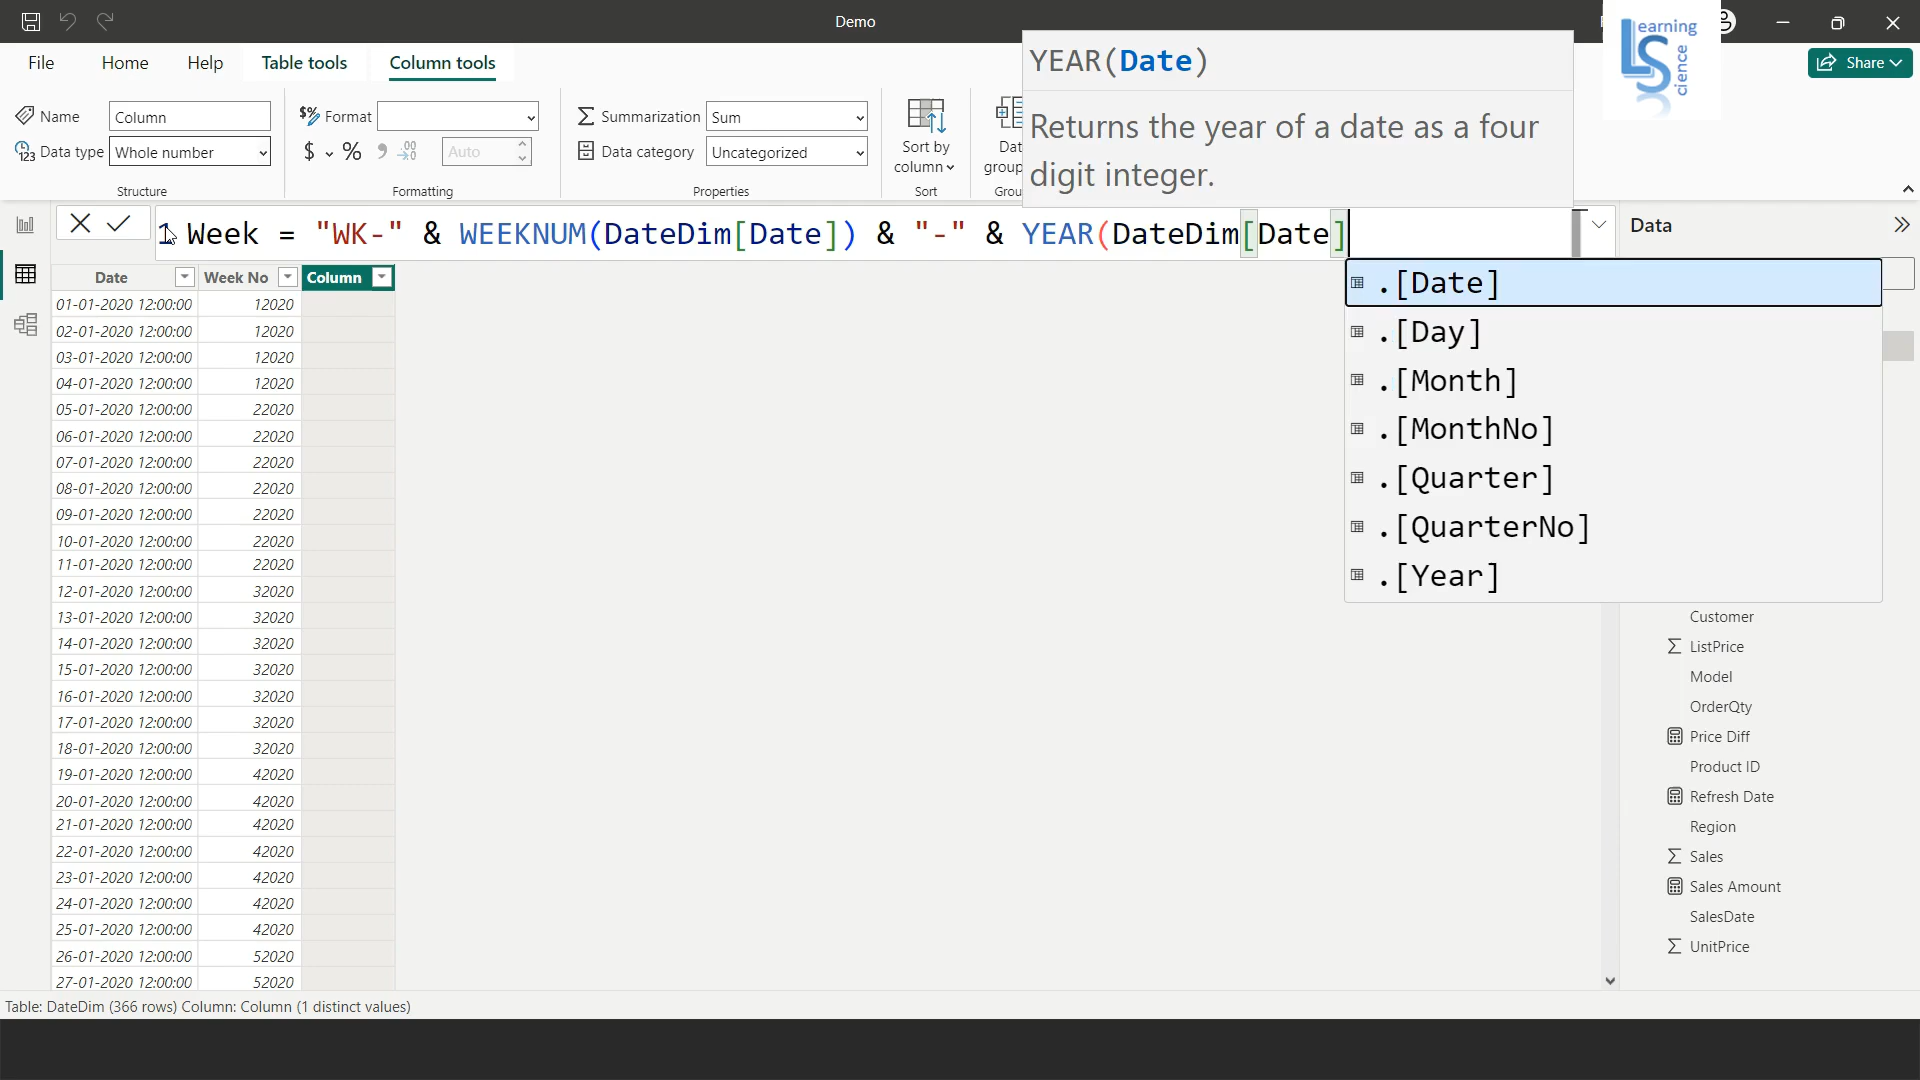 Demo
Learning
Science
File Home Help Table tools Column tools
Share
YEAR(Date)
Returns the year of a date as a four
digit integer.
Name Column
$% Format
Summarization Sum
Data type Whole number
$ % 9 .00
Auto
Data category Uncategorized
Sort by
column
Dat
group
Structure Formatting Properties Sort Grou
1 Week = "WK-" & WEEKNUM(DateDim[Date]) & "-" & YEAR(DateDim[Date]
Data
.[Date]
.[Day]
.[Month]
.[MonthNo]
.[Quarter]
.[QuarterNo]
.[Year]
Date Week No Column
01-01-2020 12:00:00 12020
02-01-2020 12:00:00 12020
03-01-2020 12:00:00 12020
04-01-2020 12:00:00 12020
05-01-2020 12:00:00 22020
06-01-2020 12:00:00 22020
07-01-2020 12:00:00 22020
08-01-2020 12:00:00 22020
09-01-2020 12:00:00 22020
10-01-2020 12:00:00 22020
11-01-2020 12:00:00 22020
12-01-2020 12:00:00 32020
13-01-2020 12:00:00 32020
14-01-2020 12:00:00 32020
15-01-2020 12:00:00 32020
16-01-2020 12:00:00 32020
17-01-2020 12:00:00 32020
18-01-2020 12:00:00 32020
19-01-2020 12:00:00 42020
20-01-2020 12:00:00 42020
21-01-2020 12:00:00 42020
22-01-2020 12:00:00 42020
23-01-2020 12:00:00 42020
24-01-2020 12:00:00 42020
25-01-2020 12:00:00 42020
26-01-2020 12:00:00 52020
27-01-2020 12:00:00 52020
Customer
ListPrice
Model
OrderQty
Price Diff
Product ID
Refresh Date
Region
Sales
Sales Amount
SalesDate
UnitPrice
Table: DateDim (366 rows) Column: Column (1 distinct values)